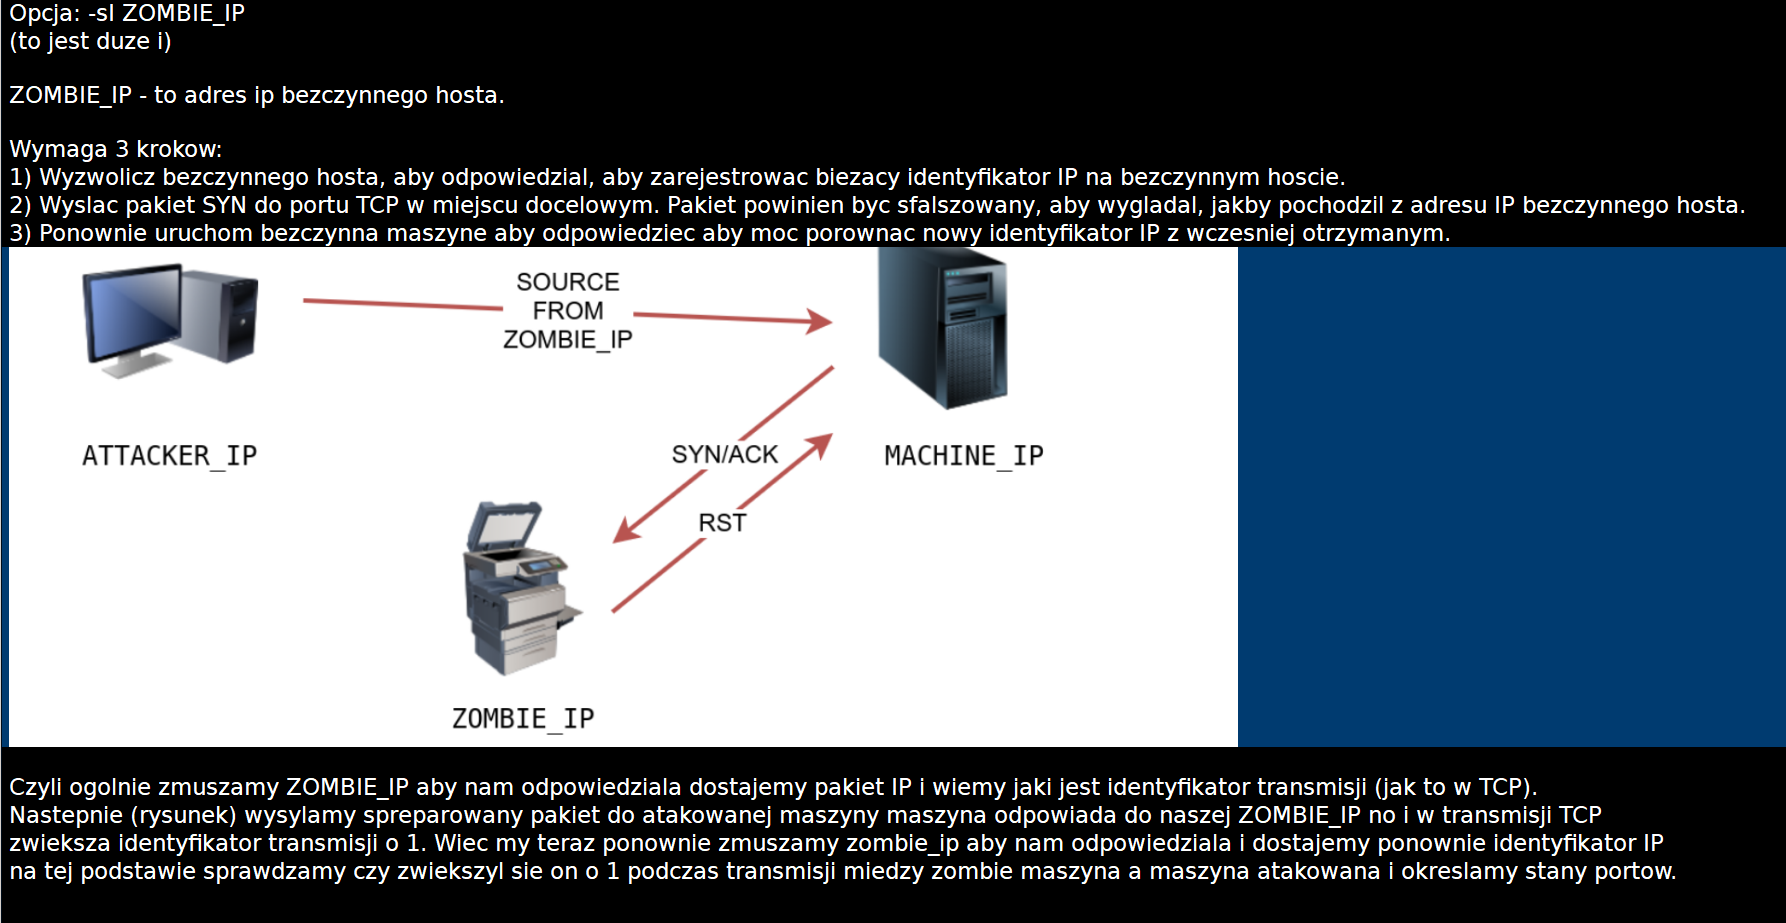 Opcja: -sI ZOMBIE_IP
(to jest duze i)
ZOMBIE_IP - to adres ip bezczynnego hosta.
Wymaga 3 krokow:
1) Wyzwolicz bezczynnego hosta, aby odpowiedzial, aby zarejestrowac biezacy identyfikator IP na bezczynnym hoscie.
2) Wyslac pakiet SYN do portu TCP w miejscu docelowym. Pakiet powinien byc sfalszowany, aby wygladal, jakby pochodzil z adresu IP bezczynnego hosta.
3) Ponownie uruchom bezczynna maszyne aby odpowiedziec aby moc porownac nowy identyfikator IP z wczesniej otrzymanym.
SOURCE
FROM
ZOMBIE_IP
ATTACKER_IP
SYN/ACK
MACHINE_IP
RST
ZOMBIE_IP
Czyli ogolnie zmuszamy ZOMBIE_IP aby nam odpowiedziala dostajemy pakiet IP i wiemy jaki jest identyfikator transmisji (jak to w TCP).
Nastepnie (rysunek) wysylamy spreparowany pakiet do atakowanej maszyny maszyna odpowiada do naszej ZOMBIE_IP no i w transmisji TCP
zwieksza identyfikator transmisji o 1. Wiec my teraz ponownie zmuszamy zombie_ip aby nam odpowiedziala i dostajemy ponownie identyfikator IP
na tej podstawie sprawdzamy czy zwiekszyl sie on o 1 podczas transmisji miedzy zombie maszyna a maszyna atakowana i okreslamy stany portow.